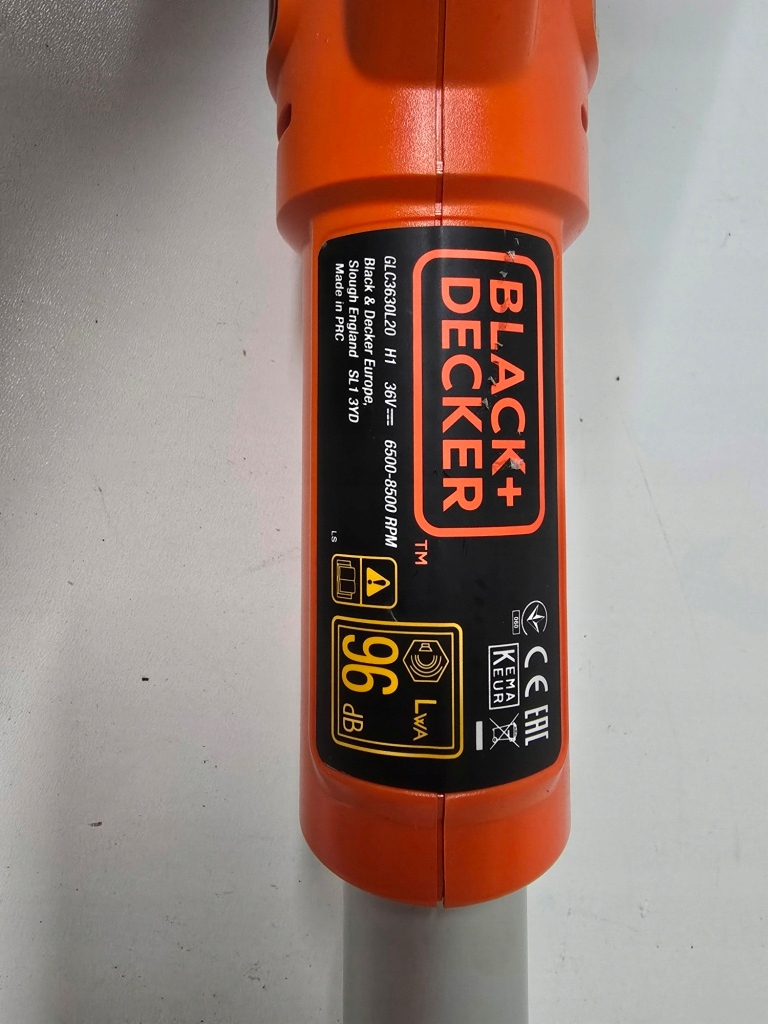 BLACK+
DECKER
TM
GLC3630L20 H1 36V 6500-8500 RPM
Black & Decker Europe,
Slough England SL1 3YD
Made in PRC
LS
060
CE EAC
KEMA
KEUR
LWA
96 dB